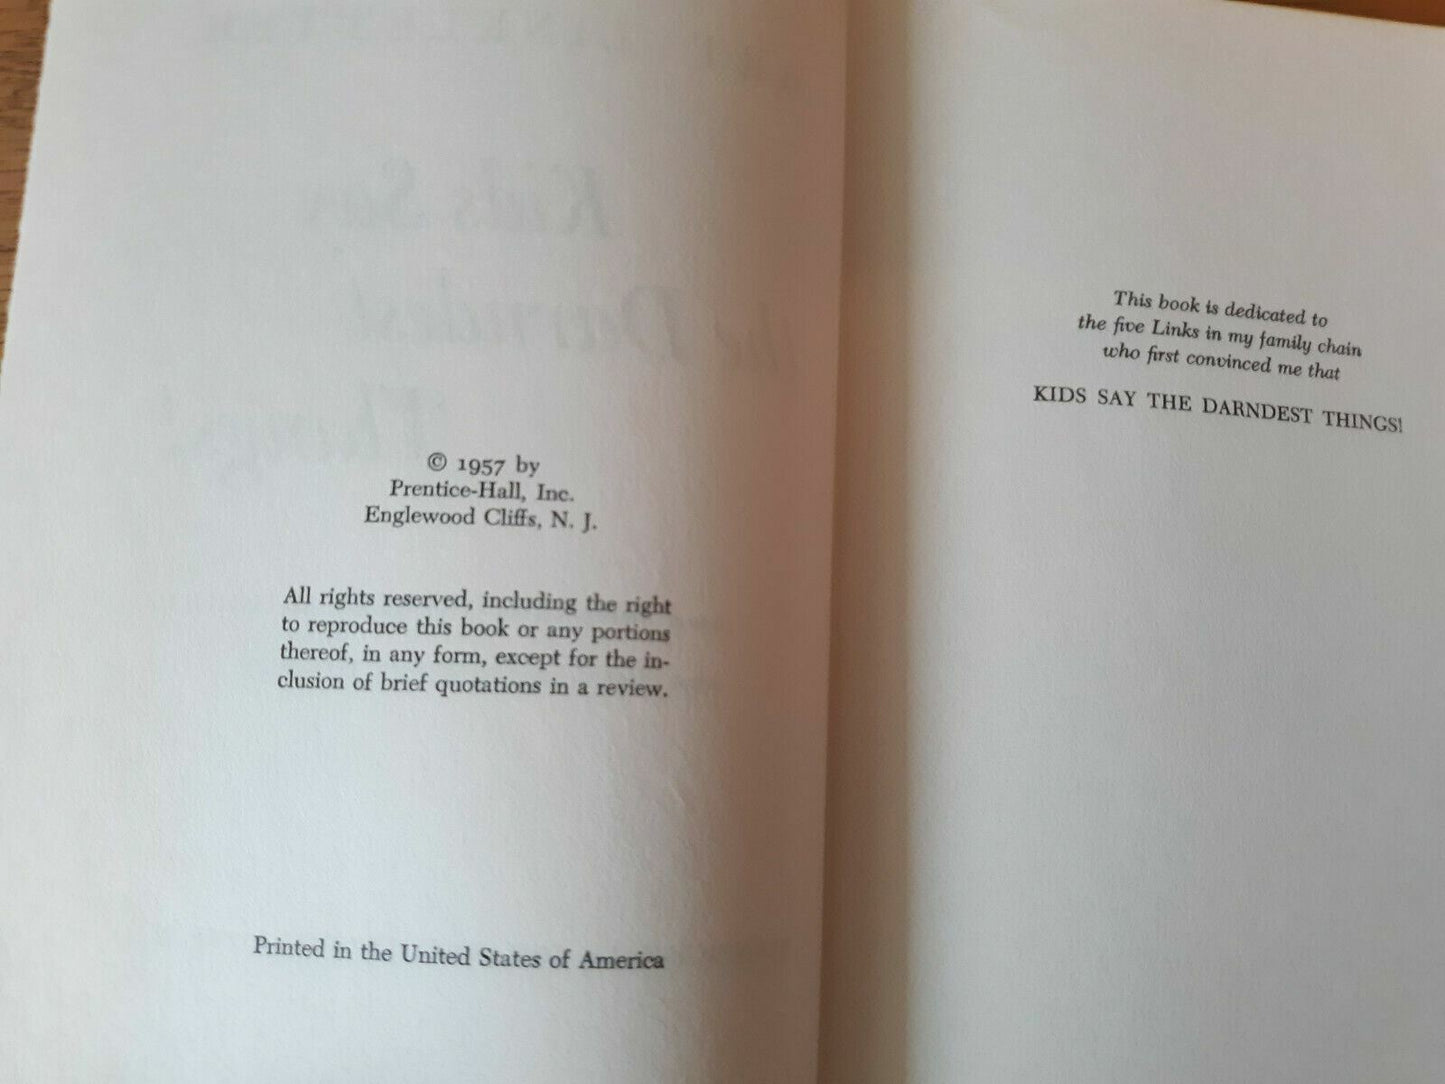 © 1957 by
Prentice-Hall, Inc.
Englewood Cliffs, N. J.
All rights reserved, including the right
to reproduce this book or any portions
thereof, in any form, except for the in-
clusion of brief quotations in a review.
Printed in the United States of America
This book is dedicated to
the five Links in my family chain
who first convinced me that
KIDS SAY THE DARNDEST THINGS!